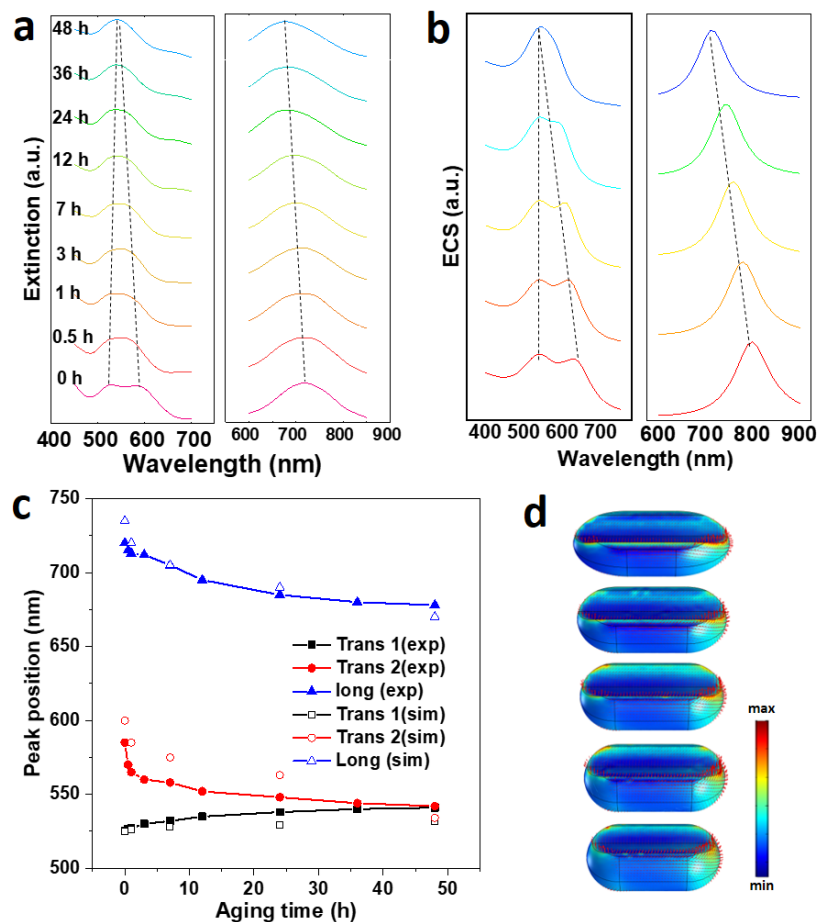 a
Extinction (a.u.)
48 h
36 h
24 h
12 h
7 h
3 h
1 h
0.5 h
0 h
400 500 600 700
600 700 800 900
Wavelength (nm)
b
ECS (a.u.)
400 500 600 700
600 700 800 900
Wavelength (nm)
c
Peak position (nm)
750
700
650
600
550
500
Trans 1(exp)
Trans 2(exp)
long (exp)
Trans 1(sim)
Trans 2(sim)
Long (sim)
0 10 20 30 40 50
Aging time (h)
d
max
min